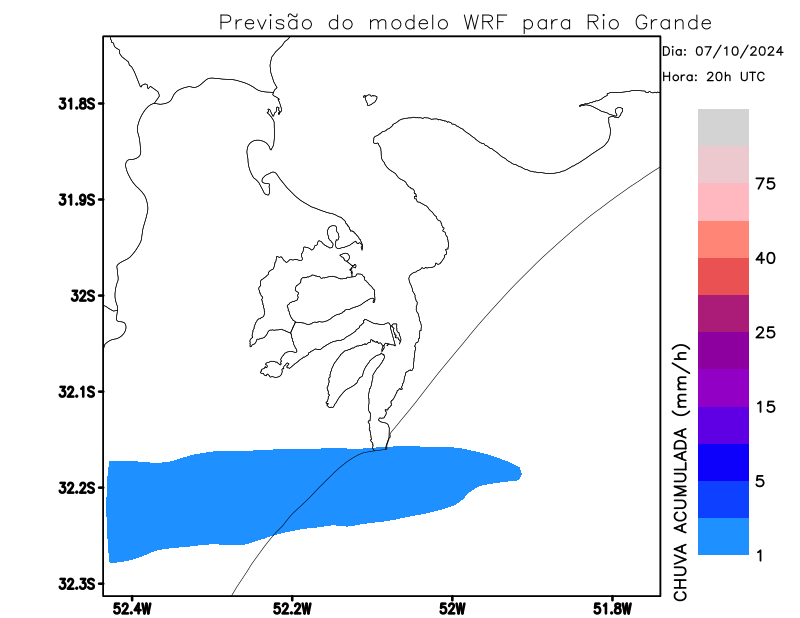 Previsão do modelo WRF para Rio Grande
Dia: 07/10/2024
Hora: 20h UTC
31.8S
31.9S
32S
32.1S
32.2S
32.3S
52.4W
52.2W
52W
51.8W
CHUVA ACUMULADA (mm/h)
75
40
25
15
5
1